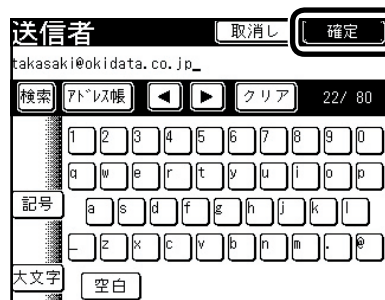 送信者 取消し 確定
takasaki@okidata.co.jp_
検索 ｱﾄﾞﾚｽ帳 ◀ ▶ クリア 22/ 80
1 2 3 4 5 6 7 8 9 0
q w e r t y u i o p
記号 a s d f g h j k l
_ z x c v b n m . @
大文字 空白